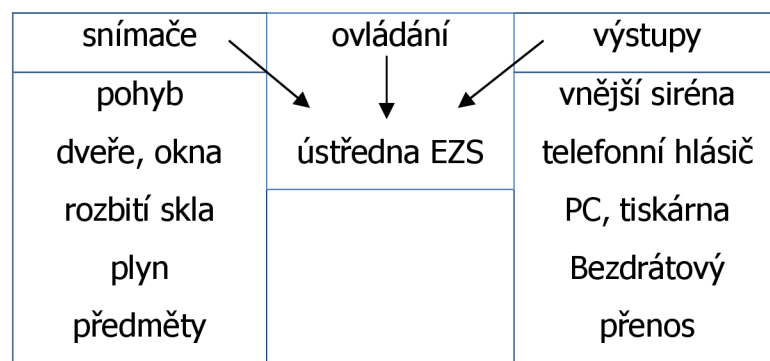 snímače
ovládání
výstupy
pohyb
dveře, okna
rozbití skla
plyn
předměty
ústředna EZS
vnější siréna
telefonní hlásič
PC, tiskárna
Bezdrátový
přenos